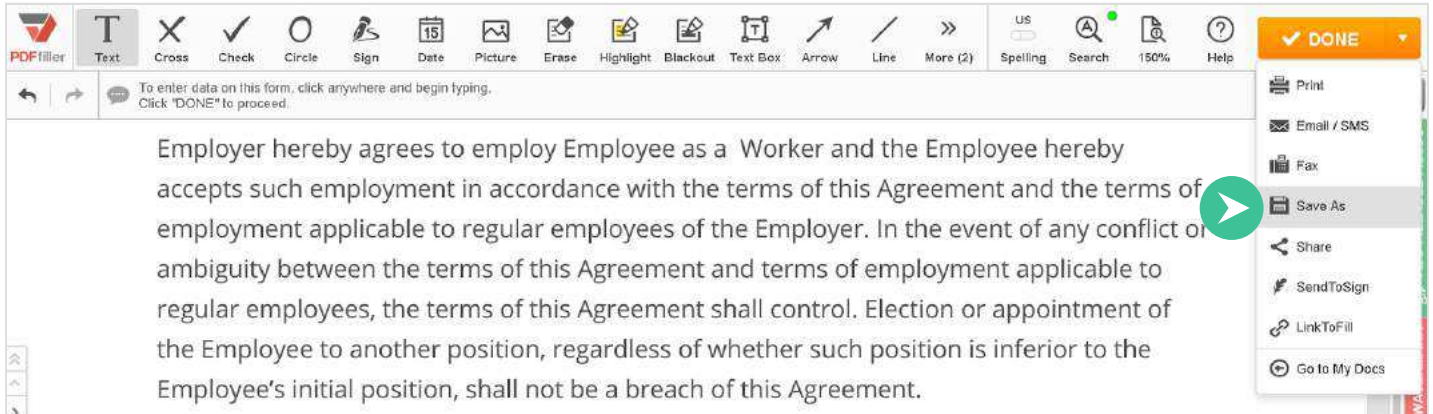 PDFfiller
Text
Cross
Check
Circle
Sign
15
Date
Picture
Erase
Highlight
Blackout
T
Text Box
Arrow
Line
More (2)
US
Spelling
Search
150%
?
Help
DONE
To enter data on this form, click anywhere and begin typing.
Click "DONE" to proceed.
Print
Email / SMS
Fax
Save As
Share
SendToSign
LinkToFill
Go to My Docs
Employer hereby agrees to employ Employee as a Worker and the Employee hereby
accepts such employment in accordance with the terms of this Agreement and the terms of
employment applicable to regular employees of the Employer. In the event of any conflict or
ambiguity between the terms of this Agreement and terms of employment applicable to
regular employees, the terms of this Agreement shall control. Election or appointment of
the Employee to another position, regardless of whether such position is inferior to the
Employee's initial position, shall not be a breach of this Agreement.